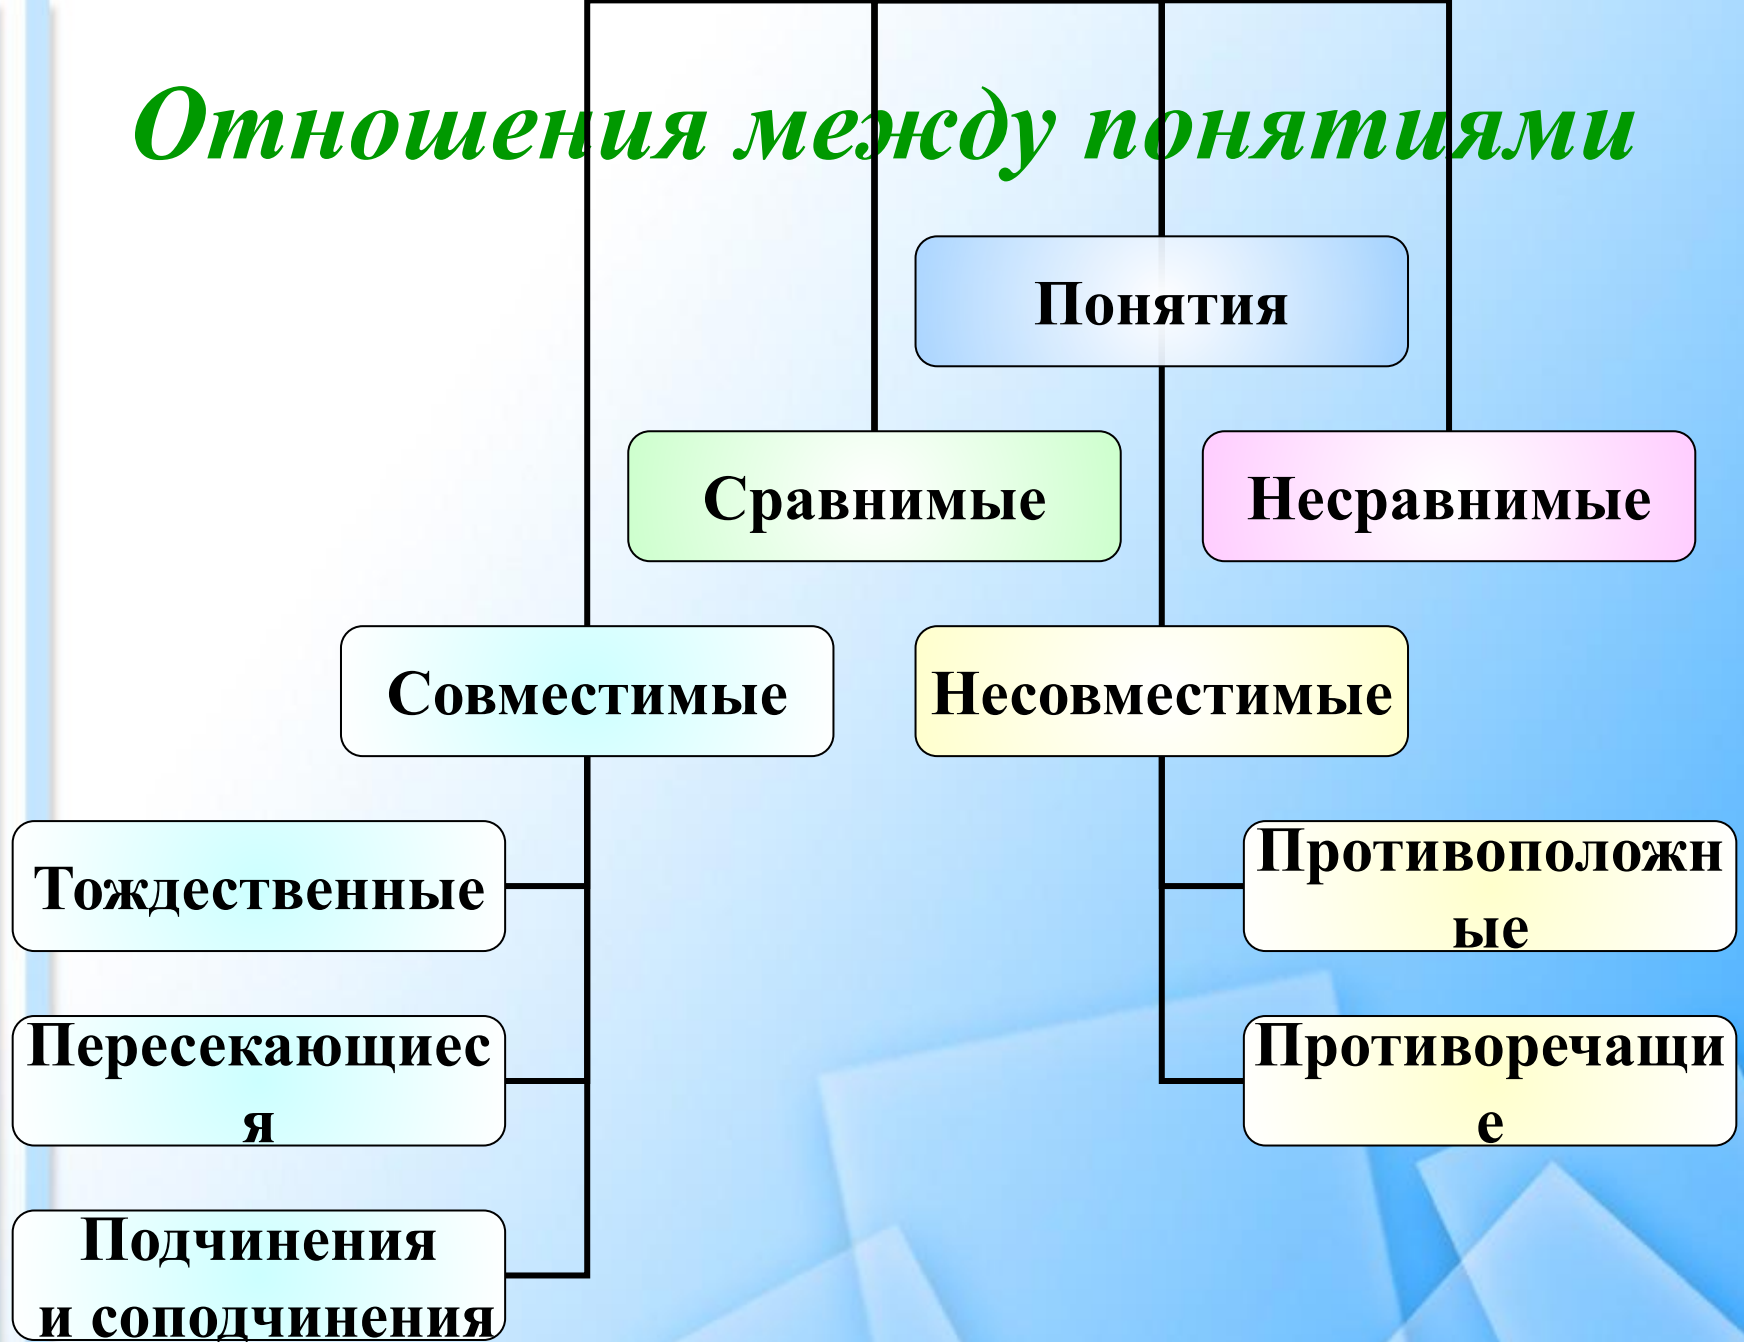 Отношения между понятиями
Понятия
Сравнимые
Несравнимые
Совместимые
Несовместимые
Тождественные
Противоположн
ые
Пересекающиес
я
Противоречащи
е
Подчинения
и соподчинения